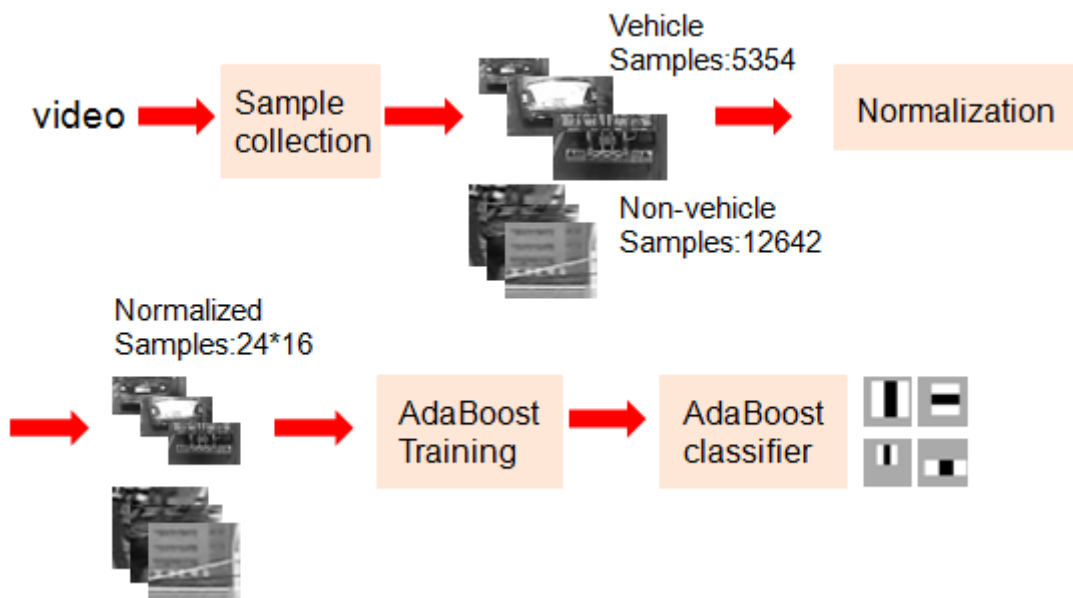 video
Sample
collection
Vehicle
Samples:5354
Non-vehicle
Samples:12642
Normalization
Normalized
Samples:24*16
AdaBoost
Training
AdaBoost
classifier